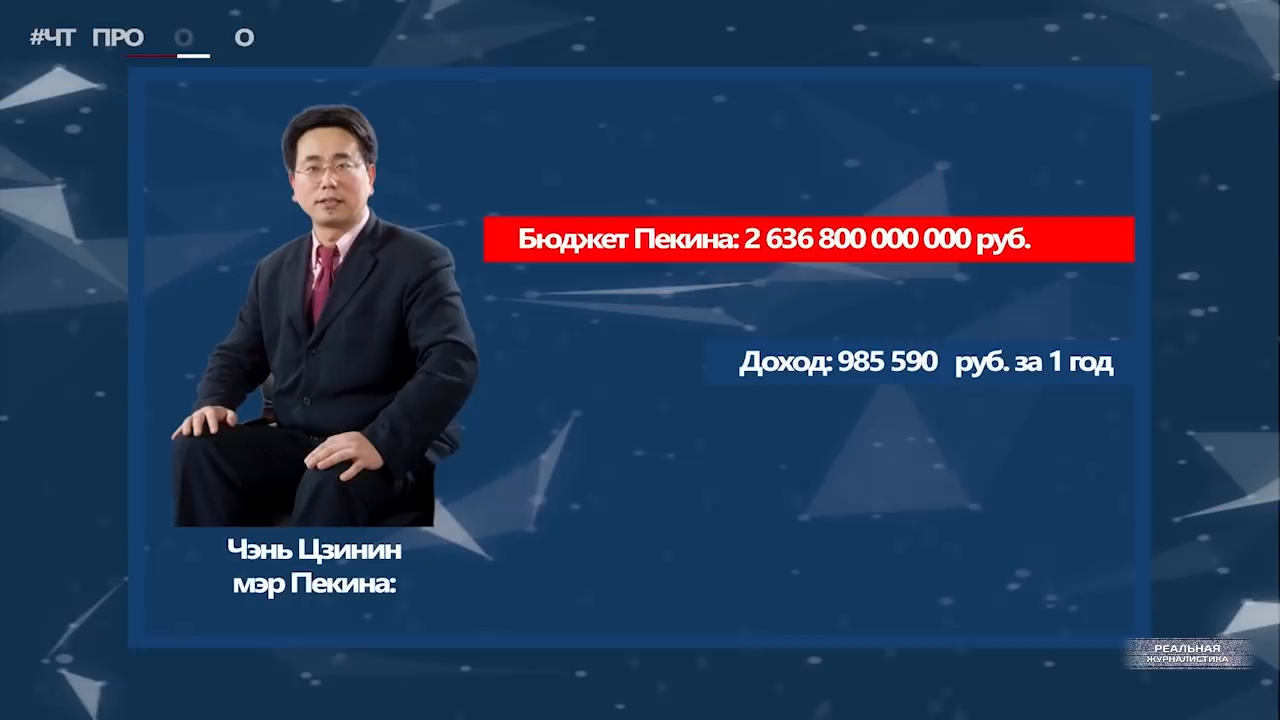 #ЧТ ПРО О О
Бюджет Пекина: 2 636 800 000 000 руб.
Доход: 985 590 руб. за 1 год
Чэнь Цзинин
мэр Пекина:
РЕАЛЬНАЯ
ЖУРНАЛИСТИКА